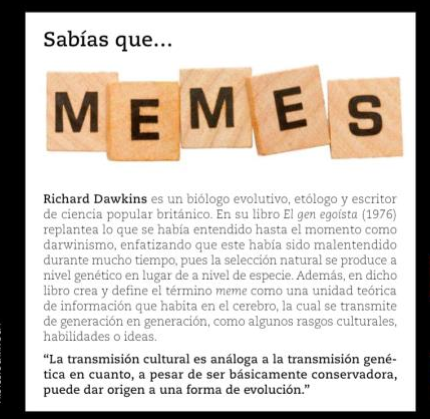 Sabías que...
MEMES
Richard Dawkins es un biólogo evolutivo, etólogo y escritor
de ciencia popular británico. En su libro El gen egoísta (1976)
replantea lo que se había entendido hasta el momento como
darwinismo, enfatizando que este había sido malentendido
durante mucho tiempo, pues la selección natural se produce a
nivel genético en lugar de a nivel de especie. Además, en dicho
libro crea y define el término meme como una unidad teórica
de información que habita en el cerebro, la cual se transmite
de generación en generación, como algunos rasgos culturales,
habilidades o ideas.
“La transmisión cultural es análoga a la transmisión gené-
tica en cuanto, a pesar de ser básicamente conservadora,
puede dar origen a una forma de evolución.”